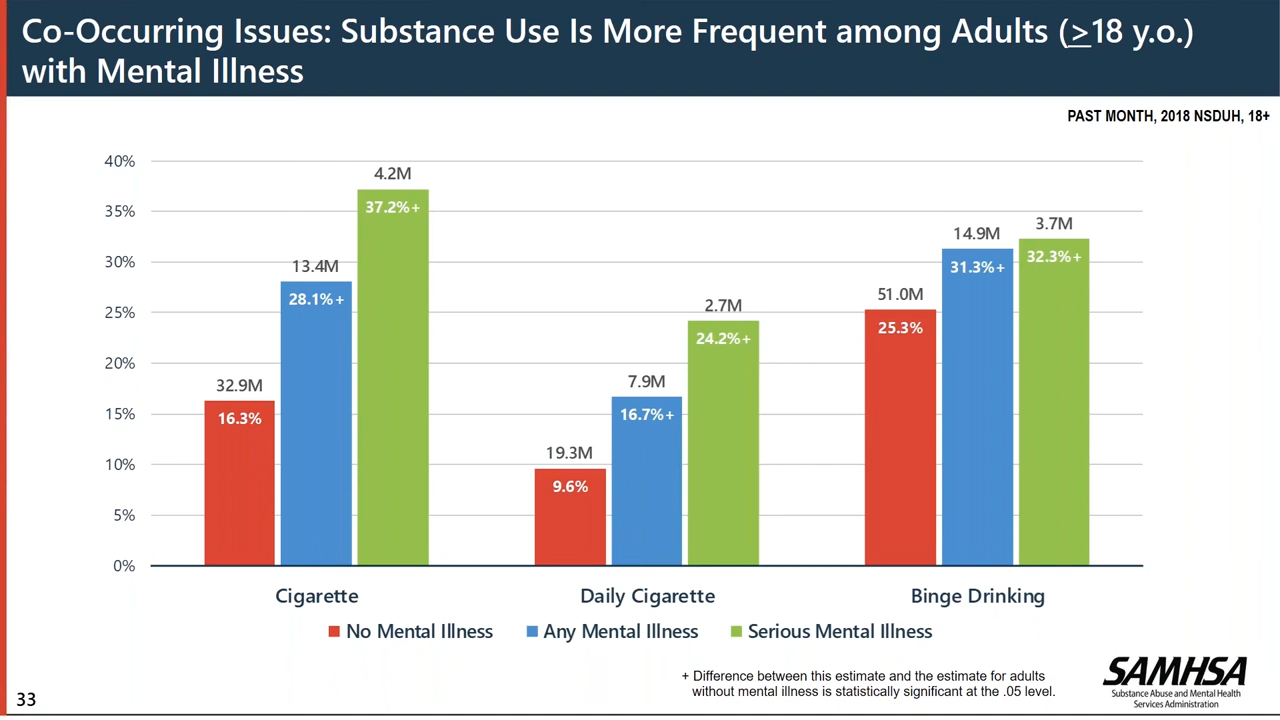 Co-Occurring Issues: Substance Use Is More Frequent among Adults (≥18 y.o.)
with Mental Illness
PAST MONTH, 2018 NSDUH, 18+
40%
35%
30%
25%
20%
15%
10%
5%
0%
32.9M
16.3%
13.4M
28.1%+
4.2M
37.2%+
19.3M
9.6%
7.9M
16.7%+
2.7M
24.2%+
51.0M
25.3%
14.9M
31.3%+
3.7M
32.3%+
Cigarette
Daily Cigarette
Binge Drinking
No Mental Illness
Any Mental Illness
Serious Mental Illness
+ Difference between this estimate and the estimate for adults
without mental illness is statistically significant at the .05 level.
SAMHSA
Substance Abuse and Mental Health
Services Administration
33